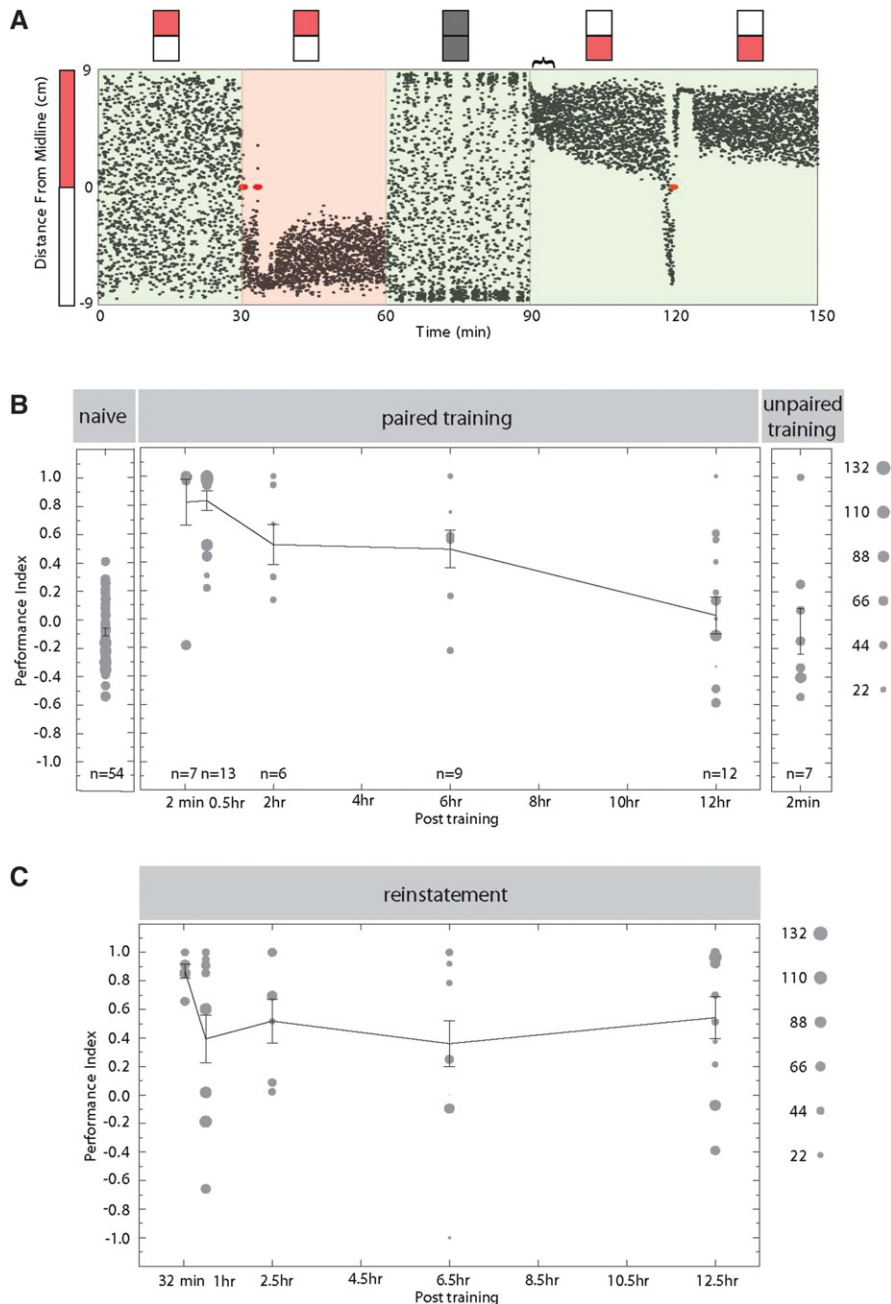 A
Distance From Midline (cm)
9
0
-9
0 30 60 90 120 150
Time (min)
B
naive
paired training
unpaired
training
Performance Index
1.0
0.8
0.6
0.4
0.2
0.0
-0.2
-0.4
-0.6
-0.8
-1.0
n=54
n=7 n=13 n=6 n=9 n=12
n=7
2 min 0.5hr 2hr 4hr 6hr 8hr 10hr 12hr
Post training
2min
132
110
88
66
44
22
C
reinstatement
Performance Index
1.0
0.8
0.6
0.4
0.2
0.0
-0.2
-0.4
-0.6
-0.8
-1.0
32 min 1hr 2.5hr 4.5hr 6.5hr 8.5hr 10.5hr 12.5hr
Post training
132
110
88
66
44
22